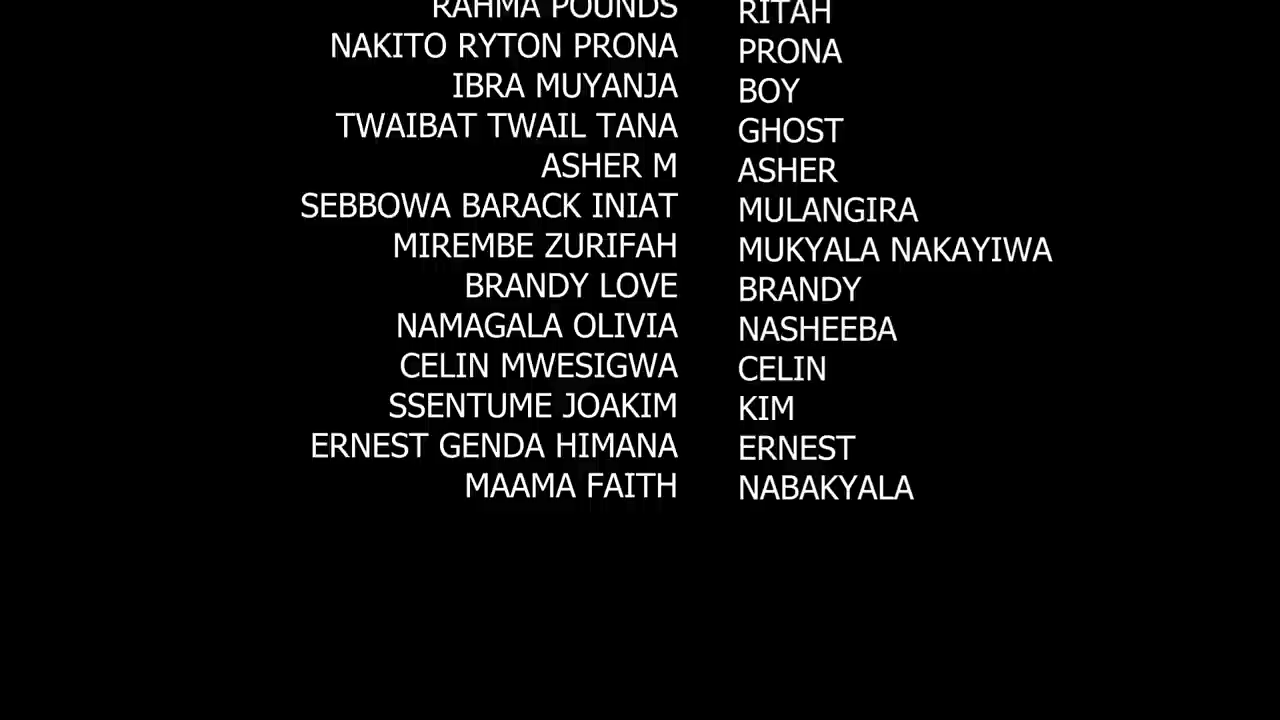 RAHMA POUNDS RITAH
NAKITO RYTON PRONA PRONA
IBRA MUYANJA BOY
TWAIBAT TWAIL TANA GHOST
ASHER M ASHER
SEBBOWA BARACK INIAT MULANGIRA
MIREMBE ZURIFAH MUKYALA NAKAYIWA
BRANDY LOVE BRANDY
NAMAGALA OLIVIA NASHEEBA
CELIN MWESIGWA CELIN
SSENTUME JOAKIM KIM
ERNEST GENDA HIMANA ERNEST
MAAMA FAITH NABAKYALA